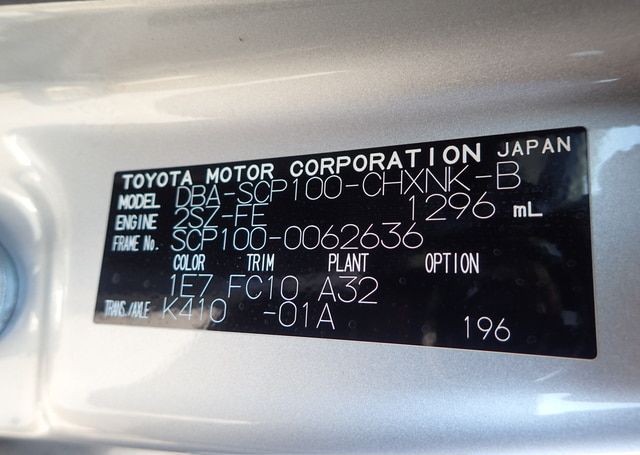 TOYOTA MOTOR CORPORATION JAPAN
MODEL DBA-SCP100-CHXNK-B
ENGINE 2SZ-FE 1296 mL
FRAME No. SCP100-0062636
COLOR TRIM PLANT OPTION
1E7 FC10 A32
TRANS./AXLE K410 -01A 196